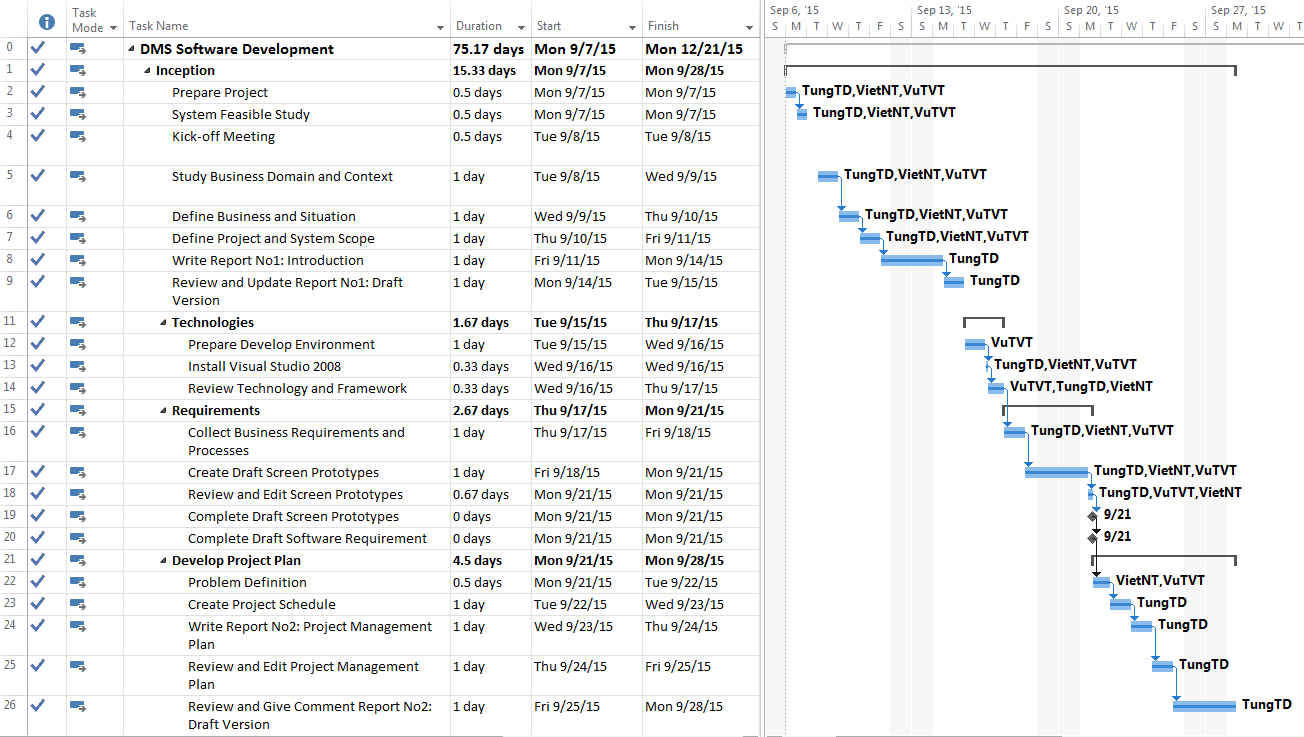 Task Mode Task Name Duration Start Finish
Sep 6, '15 Sep 13, '15 Sep 20, '15 Sep 27, '15
S M T W T F S M T W T F S M T W T F S M T W T
0 DMS Software Development 75.17 days Mon 9/7/15 Mon 12/21/15
1 Inception 15.33 days Mon 9/7/15 Mon 9/28/15
2 Prepare Project 0.5 days Mon 9/7/15 Mon 9/7/15 TungTD,VietNT,VuTVT
3 System Feasible Study 0.5 days Mon 9/7/15 Mon 9/7/15 TungTD,VietNT,VuTVT
4 Kick-off Meeting 0.5 days Tue 9/8/15 Tue 9/8/15
5 Study Business Domain and Context 1 day Tue 9/8/15 Wed 9/9/15 TungTD,VietNT,VuTVT
6 Define Business and Situation 1 day Wed 9/9/15 Thu 9/10/15 TungTD,VietNT,VuTVT
7 Define Project and System Scope 1 day Thu 9/10/15 Fri 9/11/15 TungTD,VietNT,VuTVT
8 Write Report No1: Introduction 1 day Fri 9/11/15 Mon 9/14/15 TungTD
9 Review and Update Report No1: Draft 1 day Mon 9/14/15 Tue 9/15/15 TungTD
Version
11 Technologies 1.67 days Tue 9/15/15 Thu 9/17/15
12 Prepare Develop Environment 1 day Tue 9/15/15 Wed 9/16/15 VuTVT
13 Install Visual Studio 2008 0.33 days Wed 9/16/15 Wed 9/16/15 TungTD,VietNT,VuTVT
14 Review Technology and Framework 0.33 days Wed 9/16/15 Thu 9/17/15 VuTVT,TungTD,VietNT
15 Requirements 2.67 days Thu 9/17/15 Mon 9/21/15
16 Collect Business Requirements and 1 day Thu 9/17/15 Fri 9/18/15 TungTD,VietNT,VuTVT
Processes
17 Create Draft Screen Prototypes 1 day Fri 9/18/15 Mon 9/21/15 TungTD,VietNT,VuTVT
18 Review and Edit Screen Prototypes 0.67 days Mon 9/21/15 Mon 9/21/15 TungTD,VuTVT,VietNT
19 Complete Draft Screen Prototypes 0 days Mon 9/21/15 Mon 9/21/15 9/21
20 Complete Draft Software Requirement 0 days Mon 9/21/15 Mon 9/21/15 9/21
21 Develop Project Plan 4.5 days Mon 9/21/15 Mon 9/28/15
22 Problem Definition 0.5 days Mon 9/21/15 Tue 9/22/15 VietNT,VuTVT
23 Create Project Schedule 1 day Tue 9/22/15 Wed 9/23/15 TungTD
24 Write Report No2: Project Management 1 day Wed 9/23/15 Thu 9/24/15 TungTD
Plan
25 Review and Edit Project Management 1 day Thu 9/24/15 Fri 9/25/15 TungTD
Plan
26 Review and Give Comment Report No2: 1 day Fri 9/25/15 Mon 9/28/15 TungTD
Draft Version